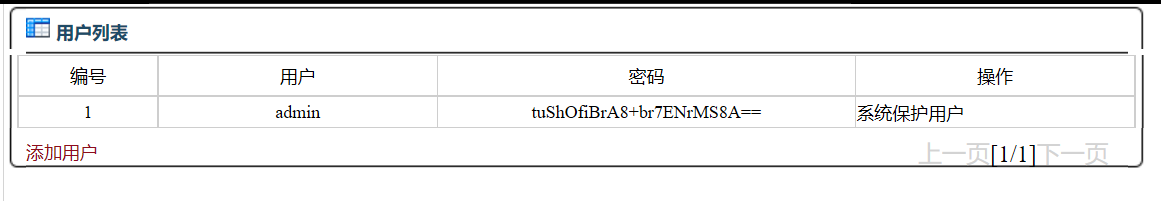 用户列表
编号 用户 密码 操作
1 admin tuShOfiBrA8+br7ENrMS8A== 系统保护用户
添加用户 上一页[1/1]下一页